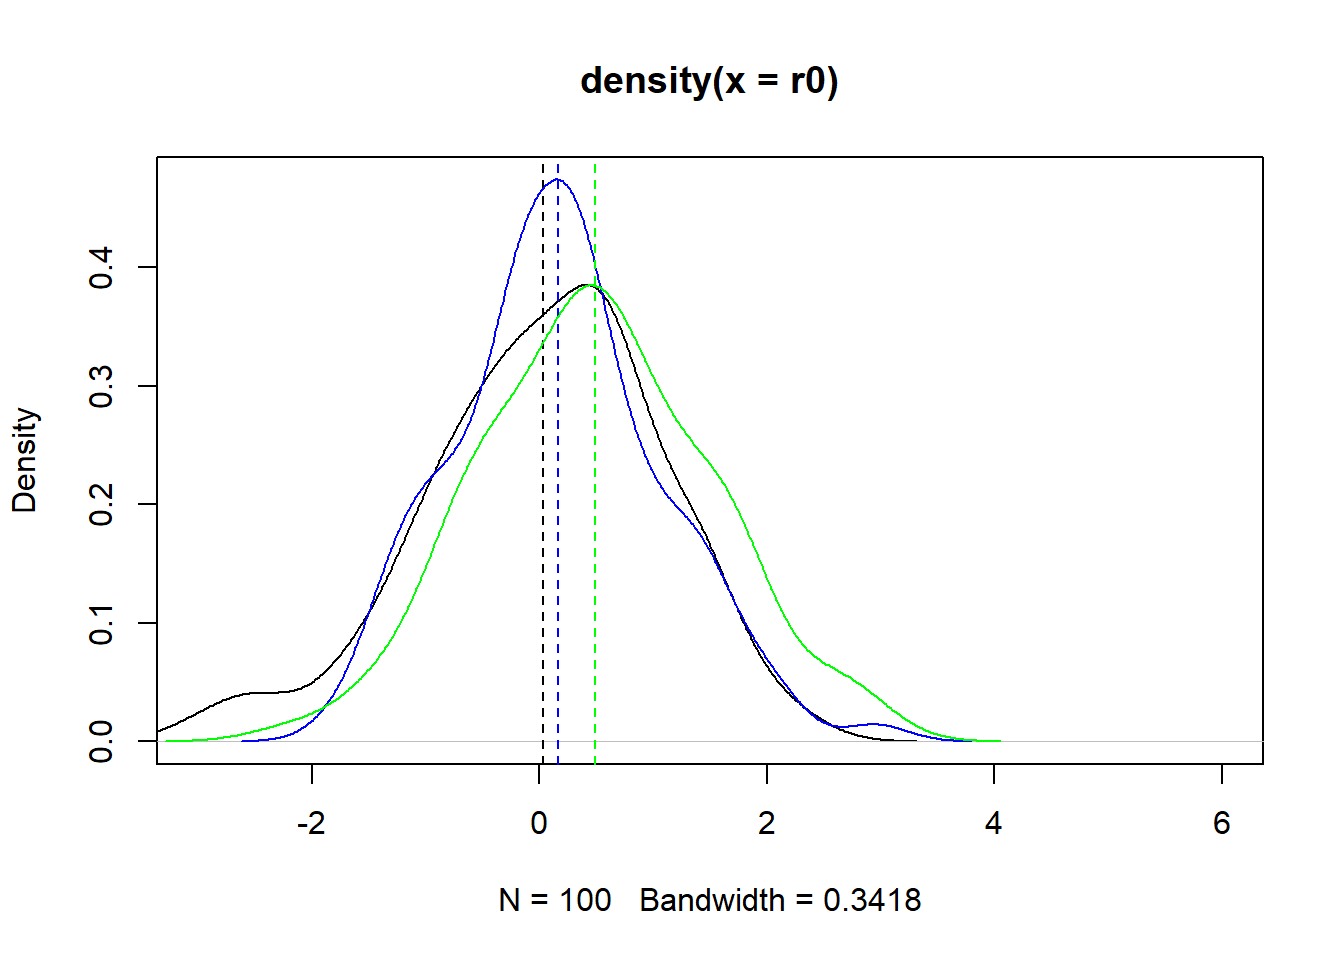 density(x = r0)
Density
0.4
0.3
0.2
0.1
0.0
-2 0 2 4 6
N = 100 Bandwidth = 0.3418